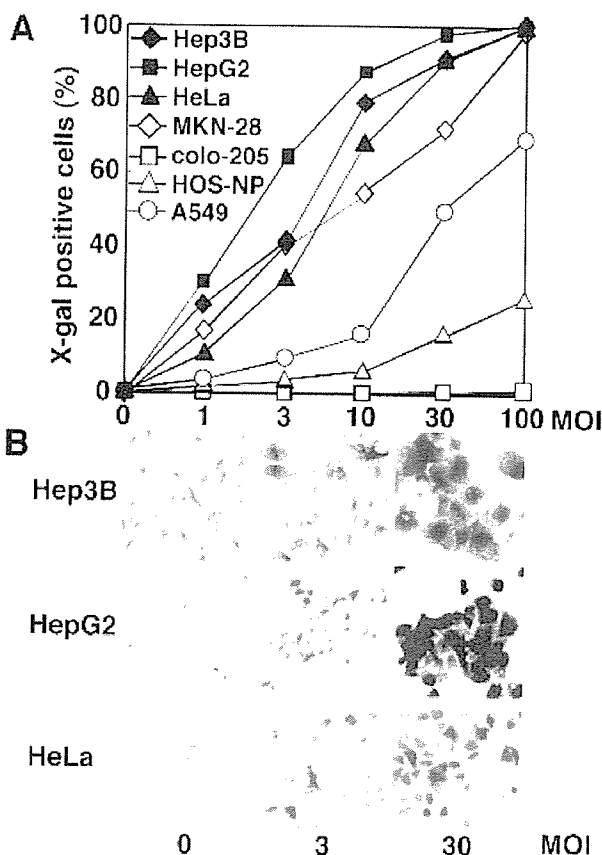 A
X-gal positive cells (%)
100
80
60
40
20
0
Hep3B
HepG2
HeLa
MKN-28
colo-205
HOS-NP
A549
0 1 3 10 30 100 MOI
B
Hep3B
HepG2
HeLa
0 3 30 MOI